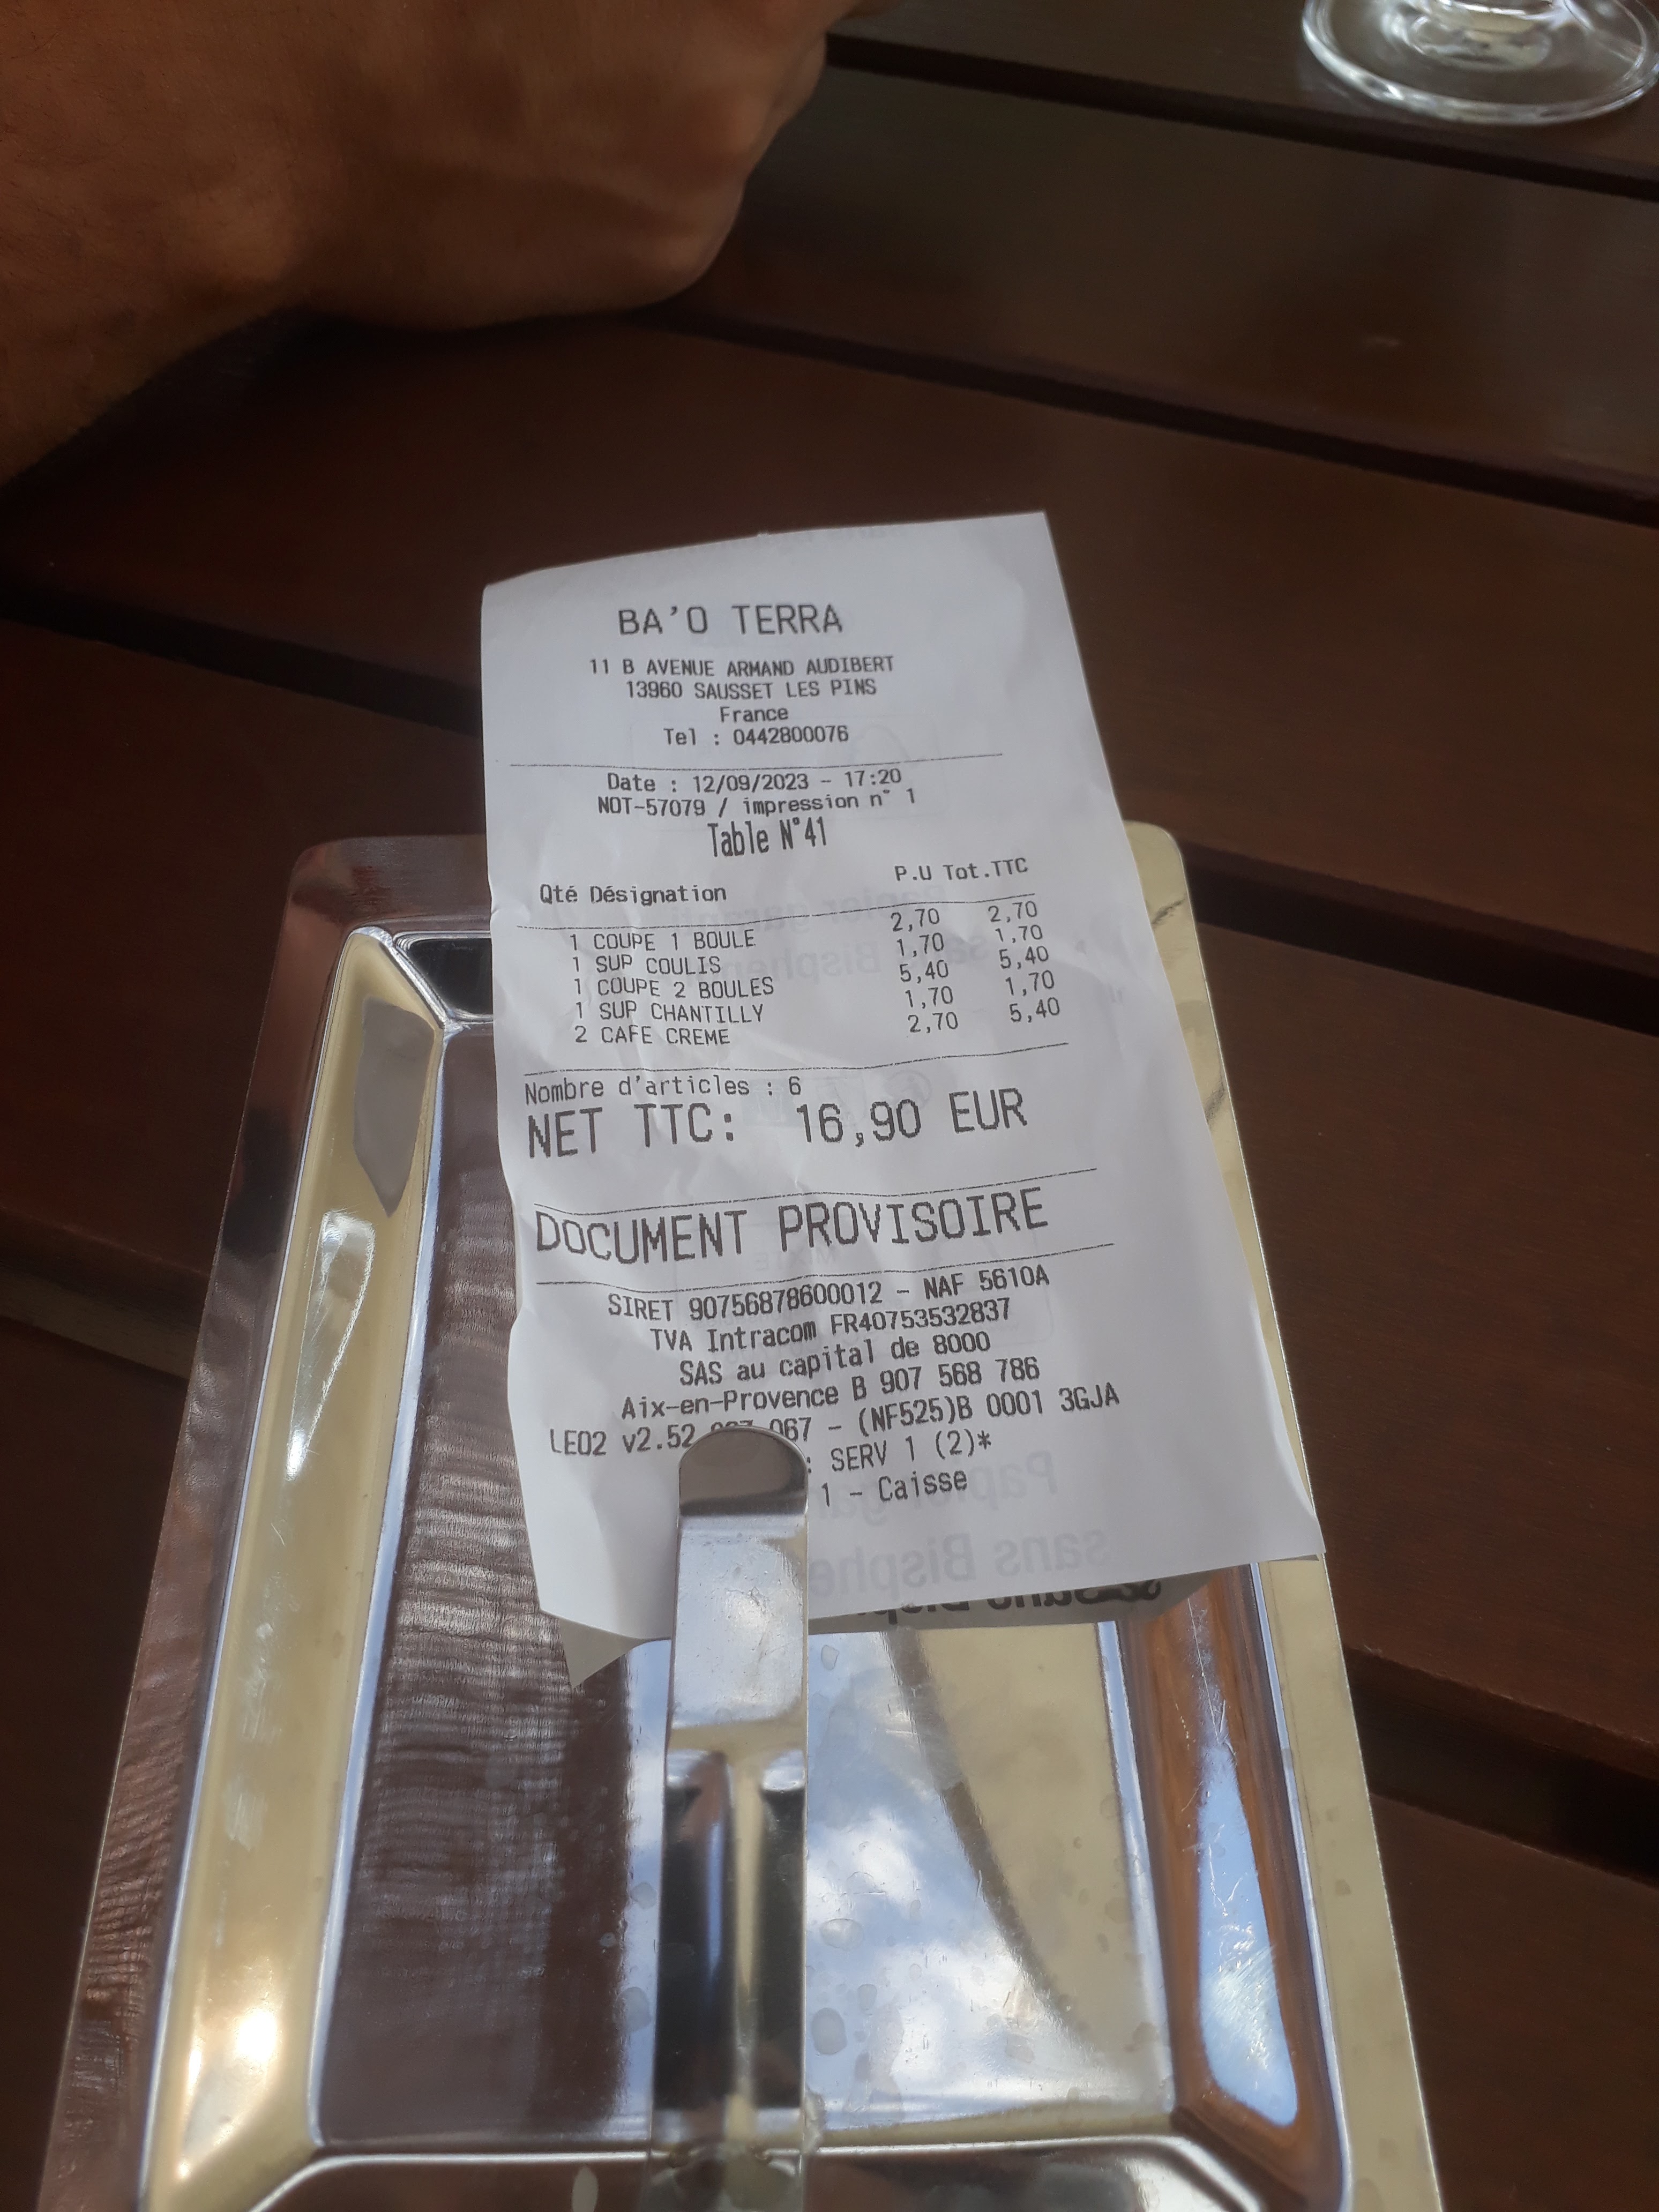 BA'O TERRA
11 B AVENUE ARMAND AUDIBERT
13960 SAUSSET LES PINS
France
Tel : 0442800076
Date : 12/09/2023 - 17:20
NOT-57079 / impression n° 1
Table N°41
Qté Désignation P.U Tot.TTC
1 COUPE 1 BOULE 2,70 2,70
1 SUP COULIS 1,70 1,70
1 COUPE 2 BOULES 5,40 5,40
1 SUP CHANTILLY 1,70 1,70
2 CAFE CREME 2,70 5,40
Nombre d'articles : 6
NET TTC: 16,90 EUR
DOCUMENT PROVISOIRE
SIRET 90756878600012 - NAF 5610A
TVA Intracom FR40753532837
SAS au capital de 8000
Aix-en-Provence B 907 568 786
LEO2 v2.52 067 - (NF525)B 0001 3GJA
: SERV 1 (2)*
1 - Caisse